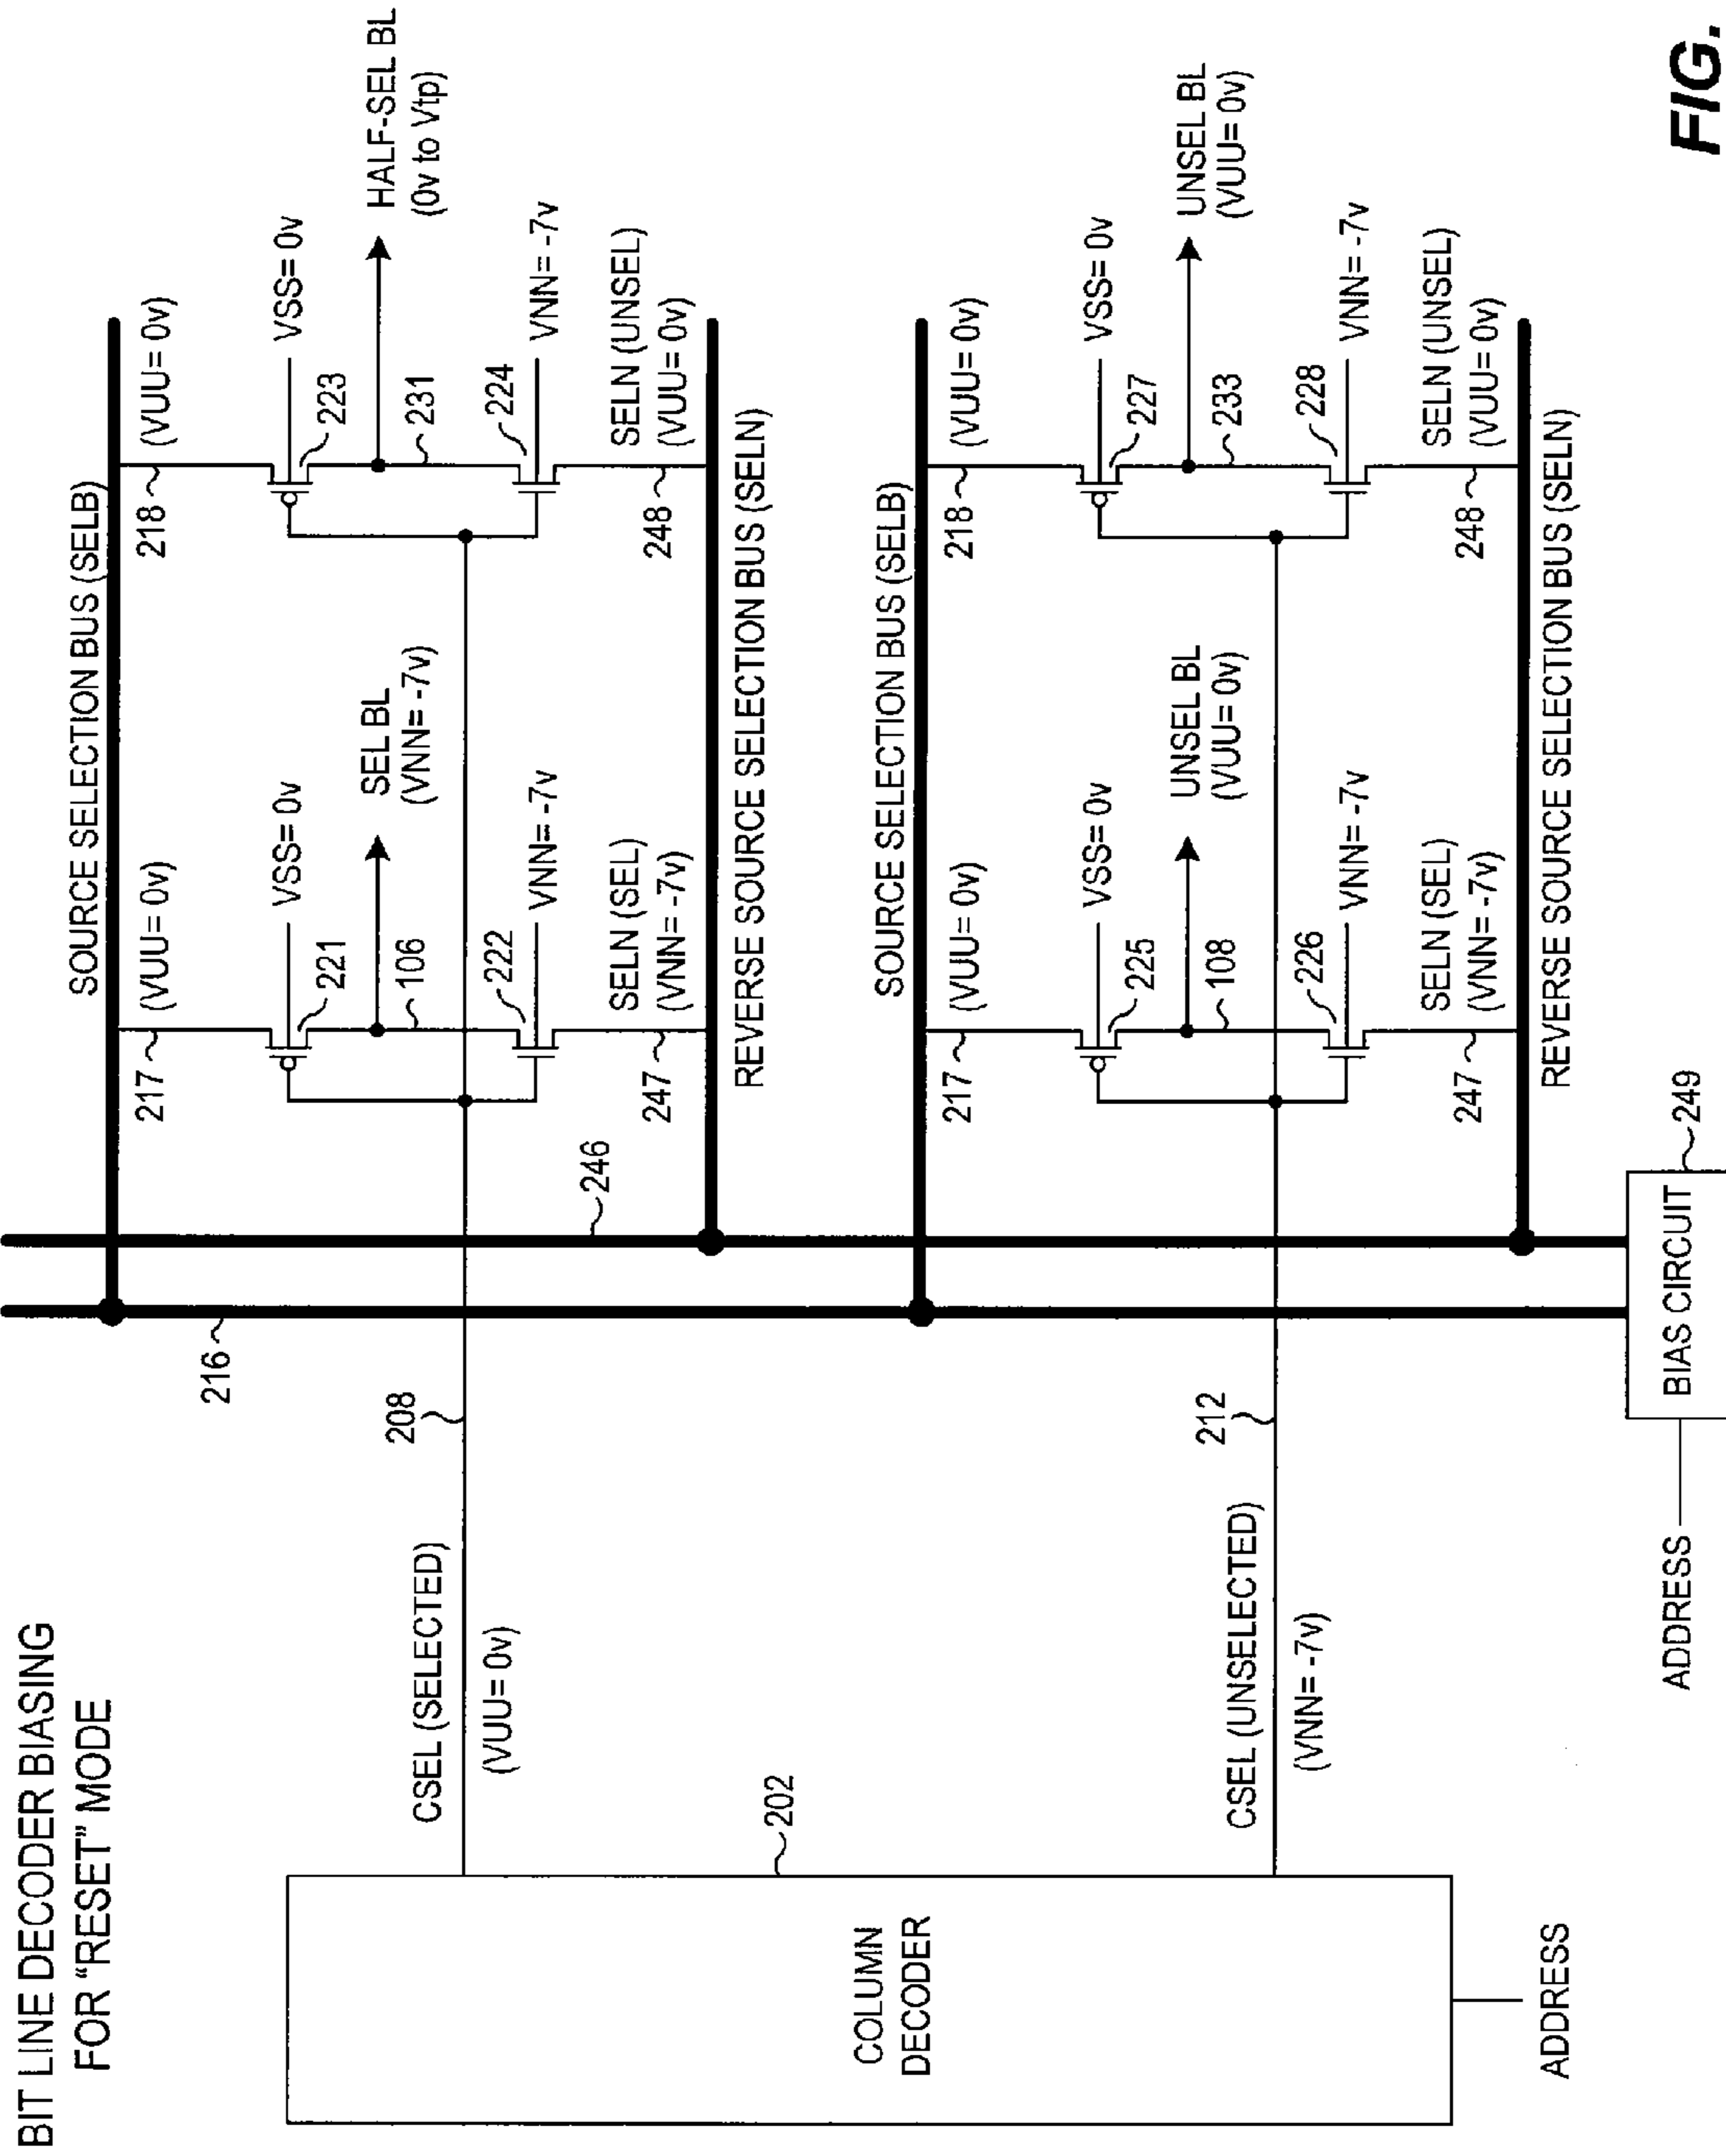 BIT LINE DECODER BIASING
FOR "RESET" MODE
SOURCE SELECTION BUS (SELB)
217
(VUU= 0v)
218
(VUU= 0v)
VSS= 0v
221
VSS= 0v
223
SEL BL
(VNN= -7v)
HALF-SEL BL
(0v to Vtp)
106
231
222
VNN= -7v
224
VNN= -7v
247
SELN (SEL)
(VNN= -7v)
248
SELN (UNSEL)
(VUU= 0v)
REVERSE SOURCE SELECTION BUS (SELN)
216
246
208
CSEL (SELECTED)
(VUU= 0v)
202
COLUMN
DECODER
ADDRESS
SOURCE SELECTION BUS (SELB)
217
(VUU= 0v)
218
(VUU= 0v)
VSS= 0v
225
VSS= 0v
227
UNSEL BL
(VUU= 0v)
UNSEL BL
(VUU= 0v)
108
233
226
VNN= -7v
228
VNN= -7v
247
SELN (SEL)
(VNN= -7v)
248
SELN (UNSEL)
(VUU= 0v)
REVERSE SOURCE SELECTION BUS (SELN)
212
CSEL (UNSELECTED)
(VNN= -7v)
ADDRESS
BIAS CIRCUIT
249
FIG.